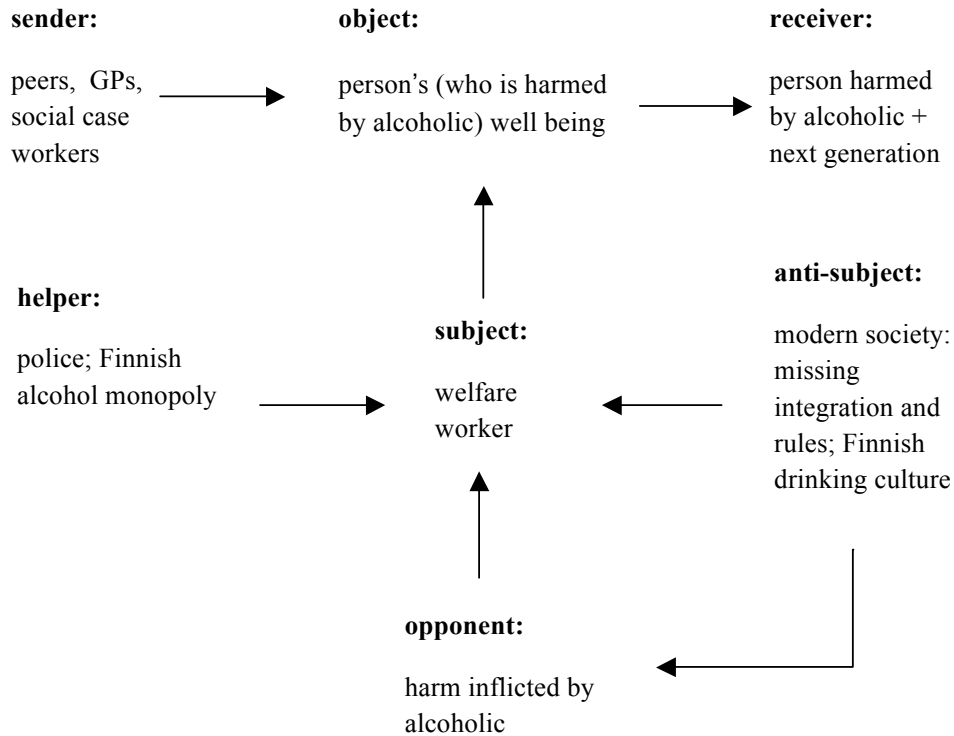 sender:
peers, GPs,
social case
workers
object:
person's (who is harmed
by alcoholic) well being
receiver:
person harmed
by alcoholic +
next generation
helper:
police; Finnish
alcohol monopoly
subject:
welfare
worker
anti-subject:
modern society:
missing
integration and
rules; Finnish
drinking culture
opponent:
harm inflicted by
alcoholic